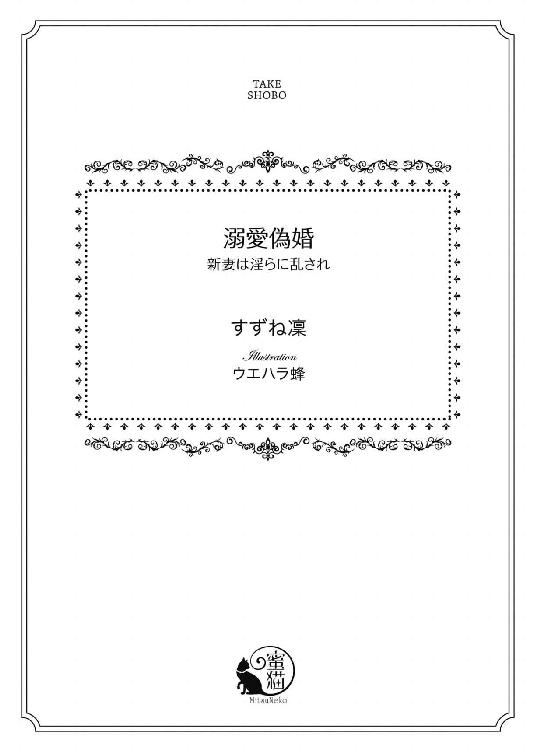 TAKE
SHOBO
溺愛偽婚
新妻は淫らに乱され
すずね凜
Illustration
ウエハラ蜂
蜜猫
MitsuNeko